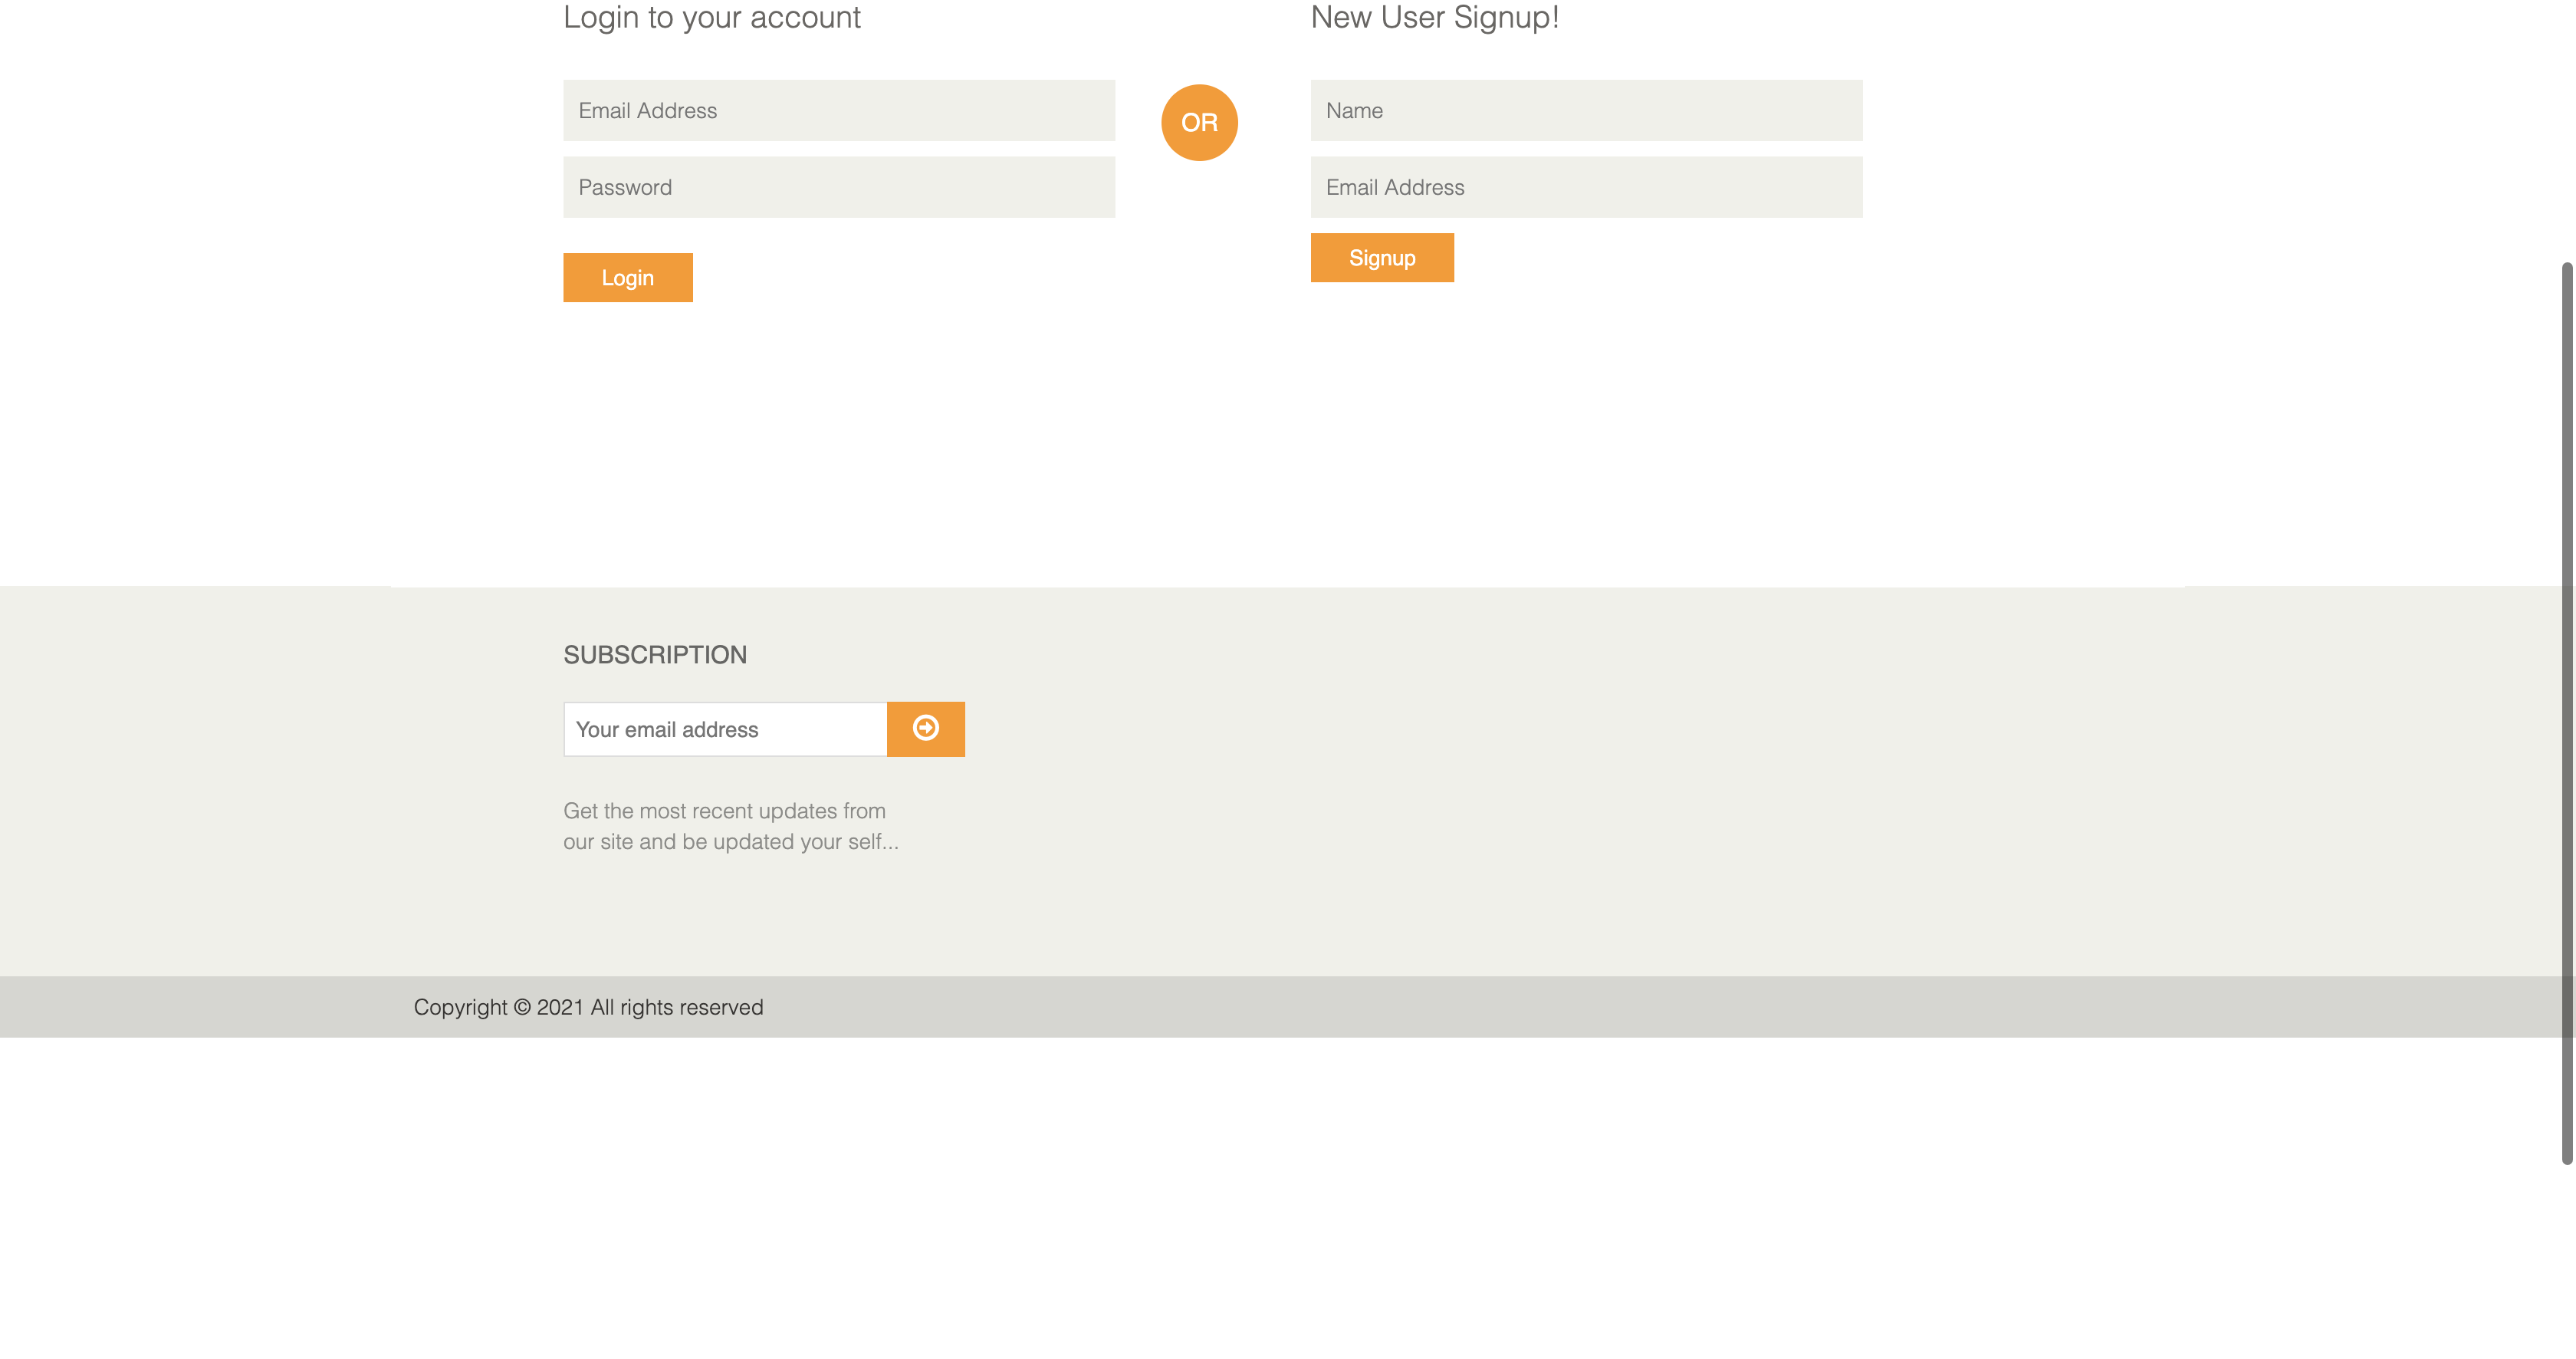 Login to your account
Email Address
Password
Login
OR
New User Signup!
Name
Email Address
Signup
SUBSCRIPTION
Your email address
Get the most recent updates from
our site and be updated your self...
Copyright © 2021 All rights reserved